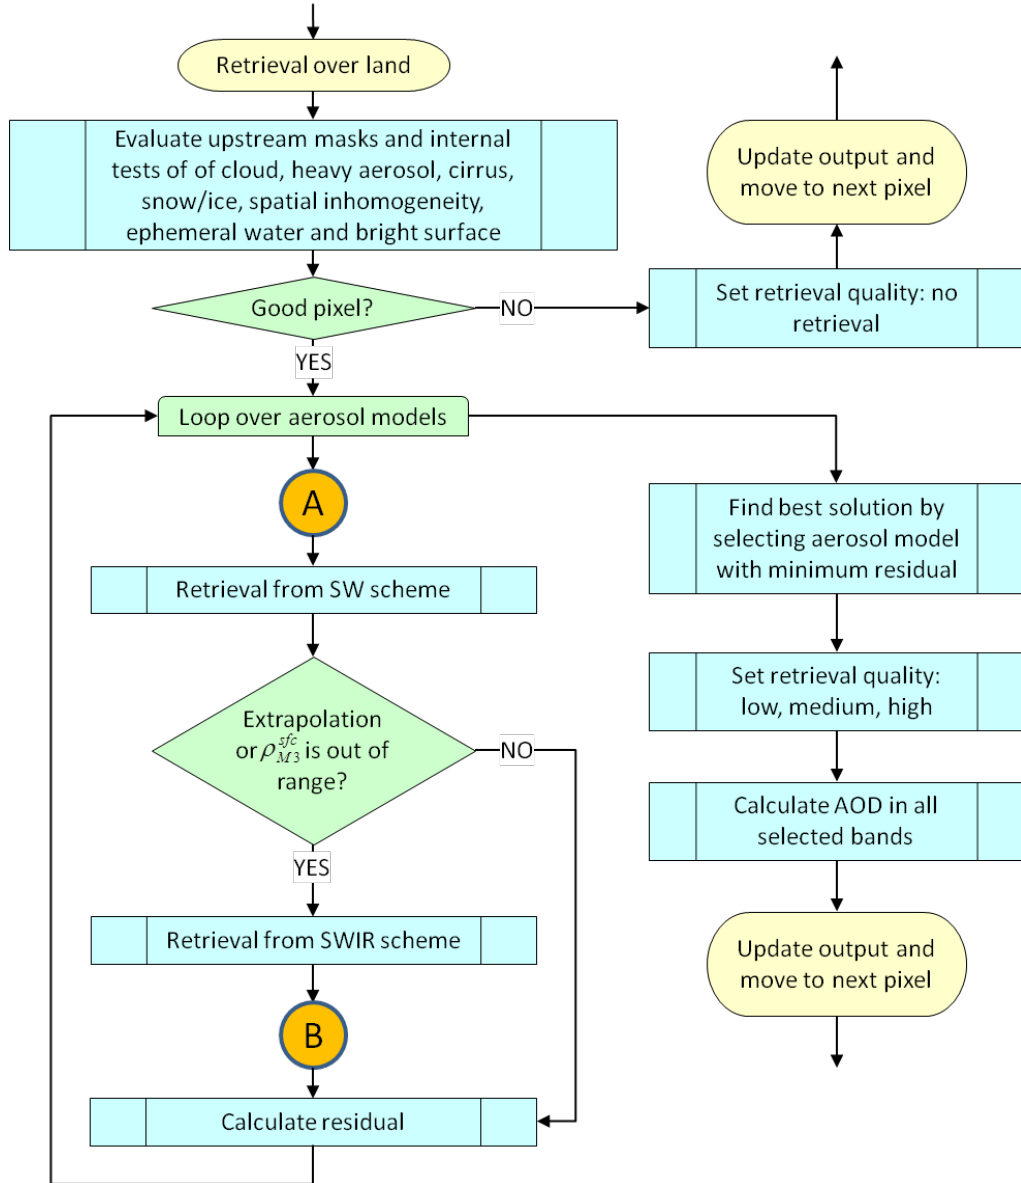 Retrieval over land
Evaluate upstream masks and internal
tests of of cloud, heavy aerosol, cirrus,
snow/ice, spatial inhomogeneity,
ephemeral water and bright surface
Good pixel?
NO
YES
Set retrieval quality: no
retrieval
Update output and
move to next pixel
Loop over aerosol models
A
Retrieval from SW scheme
Extrapolation
or ρ_{M3}^{sfc} is out of
range?
NO
YES
Retrieval from SWIR scheme
B
Calculate residual
Find best solution by
selecting aerosol model
with minimum residual
Set retrieval quality:
low, medium, high
Calculate AOD in all
selected bands
Update output and
move to next pixel